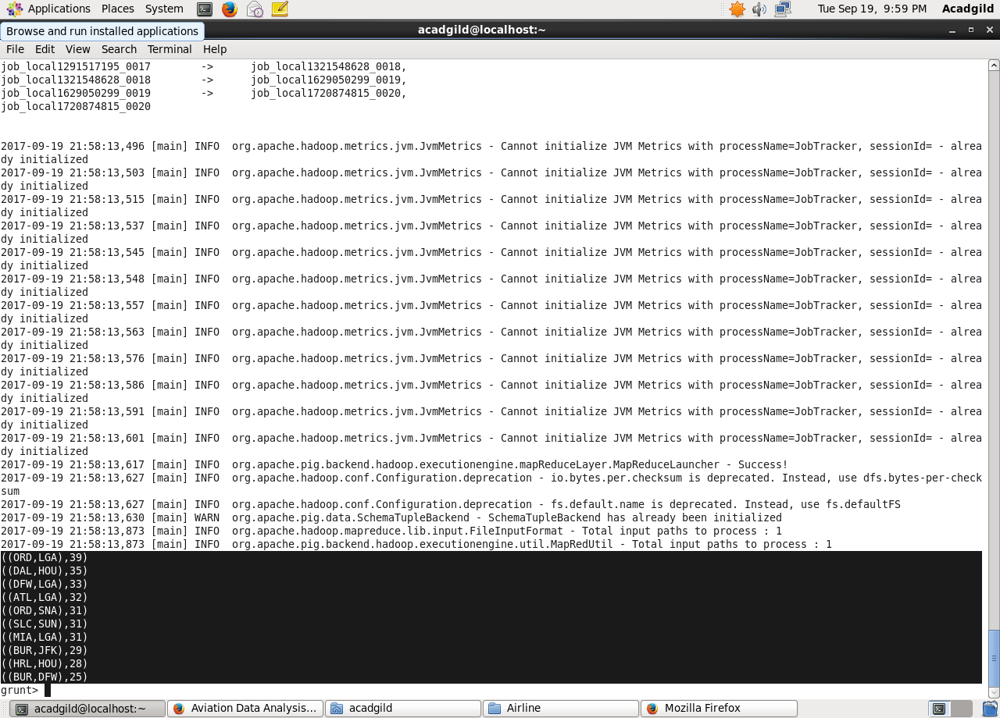 Applications Places System Tue Sep 19, 9:59 PM Acadgild
Browse and run installed applications
acadgild@localhost:~
File Edit View Search Terminal Help
job_local1291517195_0017 -> job_local1321548628_0018,
job_local1321548628_0018 -> job_local1629050299_0019,
job_local1629050299_0019 -> job_local1720874815_0020,
job_local1720874815_0020
2017-09-19 21:58:13,496 [main] INFO org.apache.hadoop.metrics.jvm.JvmMetrics - Cannot initialize JVM Metrics with processName=JobTracker, sessionId= - alrea
dy initialized
2017-09-19 21:58:13,503 [main] INFO org.apache.hadoop.metrics.jvm.JvmMetrics - Cannot initialize JVM Metrics with processName=JobTracker, sessionId= - alrea
dy initialized
2017-09-19 21:58:13,515 [main] INFO org.apache.hadoop.metrics.jvm.JvmMetrics - Cannot initialize JVM Metrics with processName=JobTracker, sessionId= - alrea
dy initialized
2017-09-19 21:58:13,537 [main] INFO org.apache.hadoop.metrics.jvm.JvmMetrics - Cannot initialize JVM Metrics with processName=JobTracker, sessionId= - alrea
dy initialized
2017-09-19 21:58:13,545 [main] INFO org.apache.hadoop.metrics.jvm.JvmMetrics - Cannot initialize JVM Metrics with processName=JobTracker, sessionId= - alrea
dy initialized
2017-09-19 21:58:13,548 [main] INFO org.apache.hadoop.metrics.jvm.JvmMetrics - Cannot initialize JVM Metrics with processName=JobTracker, sessionId= - alrea
dy initialized
2017-09-19 21:58:13,557 [main] INFO org.apache.hadoop.metrics.jvm.JvmMetrics - Cannot initialize JVM Metrics with processName=JobTracker, sessionId= - alrea
dy initialized
2017-09-19 21:58:13,563 [main] INFO org.apache.hadoop.metrics.jvm.JvmMetrics - Cannot initialize JVM Metrics with processName=JobTracker, sessionId= - alrea
dy initialized
2017-09-19 21:58:13,576 [main] INFO org.apache.hadoop.metrics.jvm.JvmMetrics - Cannot initialize JVM Metrics with processName=JobTracker, sessionId= - alrea
dy initialized
2017-09-19 21:58:13,586 [main] INFO org.apache.hadoop.metrics.jvm.JvmMetrics - Cannot initialize JVM Metrics with processName=JobTracker, sessionId= - alrea
dy initialized
2017-09-19 21:58:13,591 [main] INFO org.apache.hadoop.metrics.jvm.JvmMetrics - Cannot initialize JVM Metrics with processName=JobTracker, sessionId= - alrea
dy initialized
2017-09-19 21:58:13,601 [main] INFO org.apache.hadoop.metrics.jvm.JvmMetrics - Cannot initialize JVM Metrics with processName=JobTracker, sessionId= - alrea
dy initialized
2017-09-19 21:58:13,617 [main] INFO org.apache.pig.backend.hadoop.executionengine.mapReduceLayer.MapReduceLauncher - Success!
2017-09-19 21:58:13,627 [main] INFO org.apache.hadoop.conf.Configuration.deprecation - io.bytes.per.checksum is deprecated. Instead, use dfs.bytes-per-check
sum
2017-09-19 21:58:13,627 [main] INFO org.apache.hadoop.conf.Configuration.deprecation - fs.default.name is deprecated. Instead, use fs.defaultFS
2017-09-19 21:58:13,630 [main] WARN org.apache.pig.data.SchemaTupleBackend - SchemaTupleBackend has already been initialized
2017-09-19 21:58:13,873 [main] INFO org.apache.hadoop.mapreduce.lib.input.FileInputFormat - Total input paths to process : 1
2017-09-19 21:58:13,873 [main] INFO org.apache.pig.backend.hadoop.executionengine.util.MapRedUtil - Total input paths to process : 1
((ORD,LGA),39)
((DAL,HOU),35)
((DFW,LGA),33)
((ATL,LGA),32)
((ORD,SNA),31)
((SLC,SUN),31)
((MIA,LGA),31)
((BUR,JFK),29)
((HRL,HOU),28)
((BUR,DFW),25)
grunt>
acadgild@localhost:~ Aviation Data Analysis... acadgild Airline Mozilla Firefox